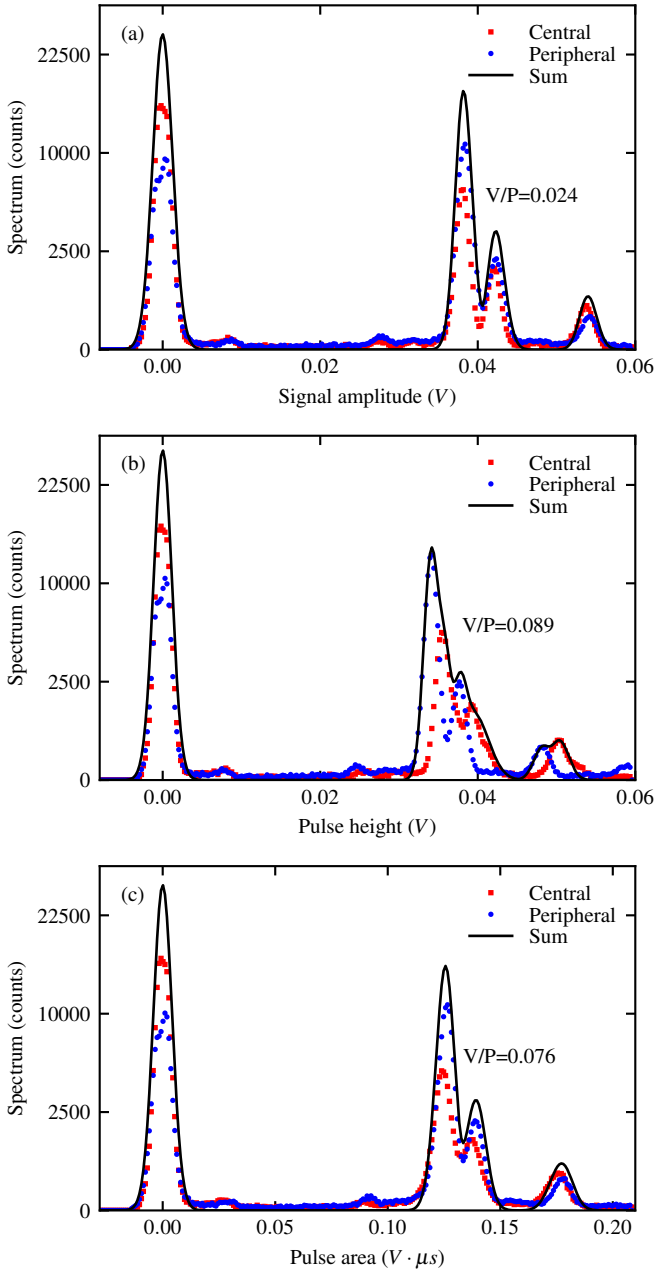 (a)
Central
Peripheral
Sum
V/P=0.024
Spectrum (counts)
22500
10000
2500
0
0.00 0.02 0.04 0.06
Signal amplitude (V)
(b)
Central
Peripheral
Sum
V/P=0.089
Spectrum (counts)
22500
10000
2500
0
0.00 0.02 0.04 0.06
Pulse height (V)
(c)
Central
Peripheral
Sum
V/P=0.076
Spectrum (counts)
22500
10000
2500
0
0.00 0.05 0.10 0.15 0.20
Pulse area (V · μs)